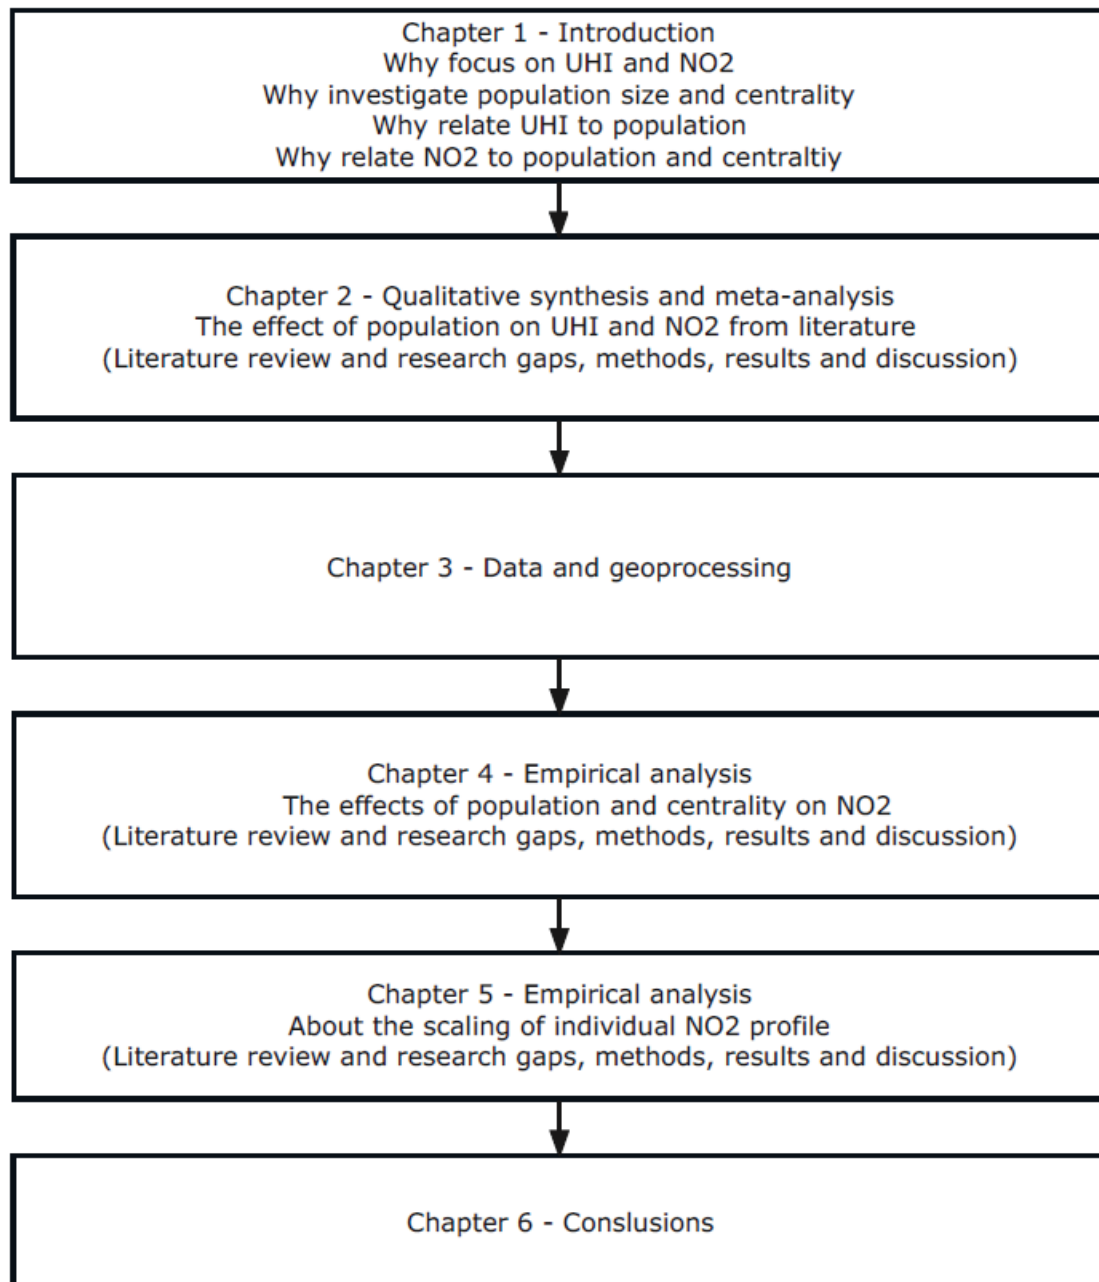 Chapter 1 - Introduction
Why focus on UHI and NO2
Why investigate population size and centrality
Why relate UHI to population
Why relate NO2 to population and centraltiy
Chapter 2 - Qualitative synthesis and meta-analysis
The effect of population on UHI and NO2 from literature
(Literature review and research gaps, methods, results and discussion)
Chapter 3 - Data and geoprocessing
Chapter 4 - Empirical analysis
The effects of population and centrality on NO2
(Literature review and research gaps, methods, results and discussion)
Chapter 5 - Empirical analysis
About the scaling of individual NO2 profile
(Literature review and research gaps, methods, results and discussion)
Chapter 6 - Conslusions